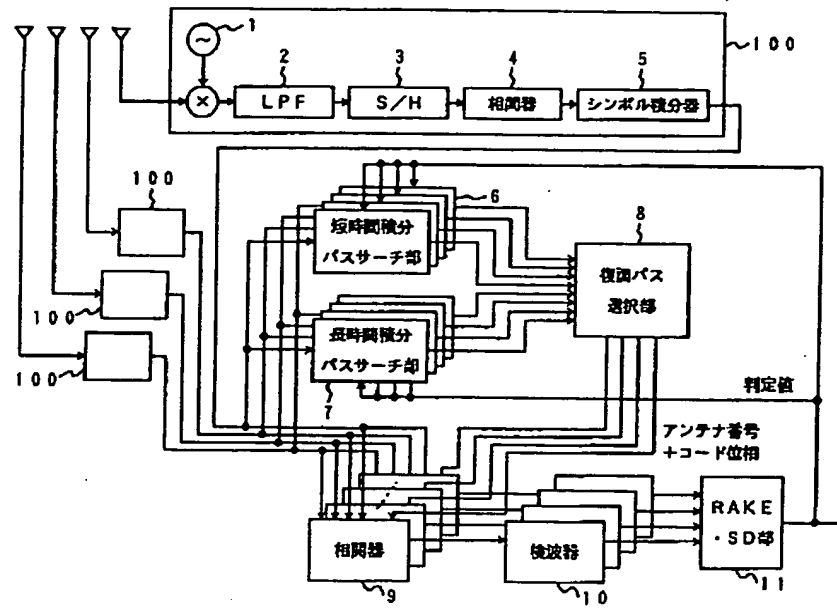 1
100
2
3
4
5
LPF
S/H
相関器
シンボル積分器
100
6
短時間積分
パスサーチ部
8
復調パス
選択部
100
長時間積分
パスサーチ部
100
7
判定値
アンテナ番号
+コード位相
RAKE
・SD部
相関器
検波器
9
10
11